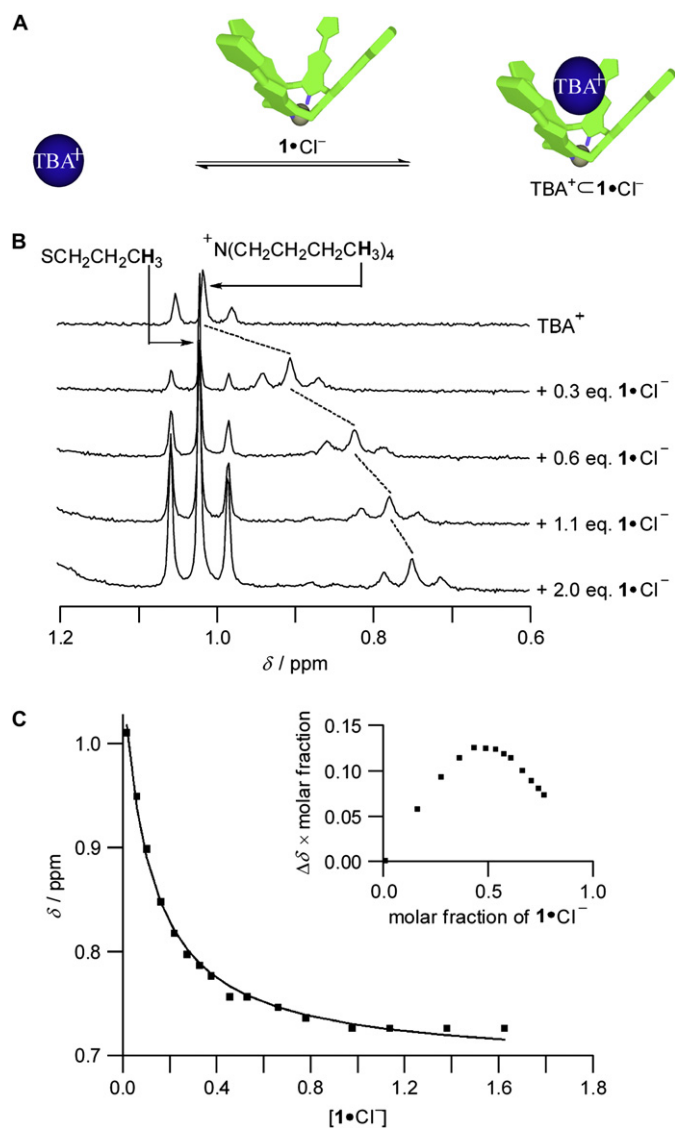 A
TBA+
1•Cl−
TBA+
TBA+⊂1•Cl−
B
SCH2CH2CH3
+N(CH2CH2CH2CH3)4
TBA+
+ 0.3 eq. 1•Cl−
+ 0.6 eq. 1•Cl−
+ 1.1 eq. 1•Cl−
+ 2.0 eq. 1•Cl−
1.2 1.0 0.8 0.6
δ / ppm
C
1.0
0.9
0.8
0.7
δ / ppm
0.0 0.4 0.8 1.2 1.6 1.8
[1•Cl−]
0.15
0.10
0.05
0.00
Δδ × molar fraction
0.0 0.5 1.0
molar fraction of 1•Cl−